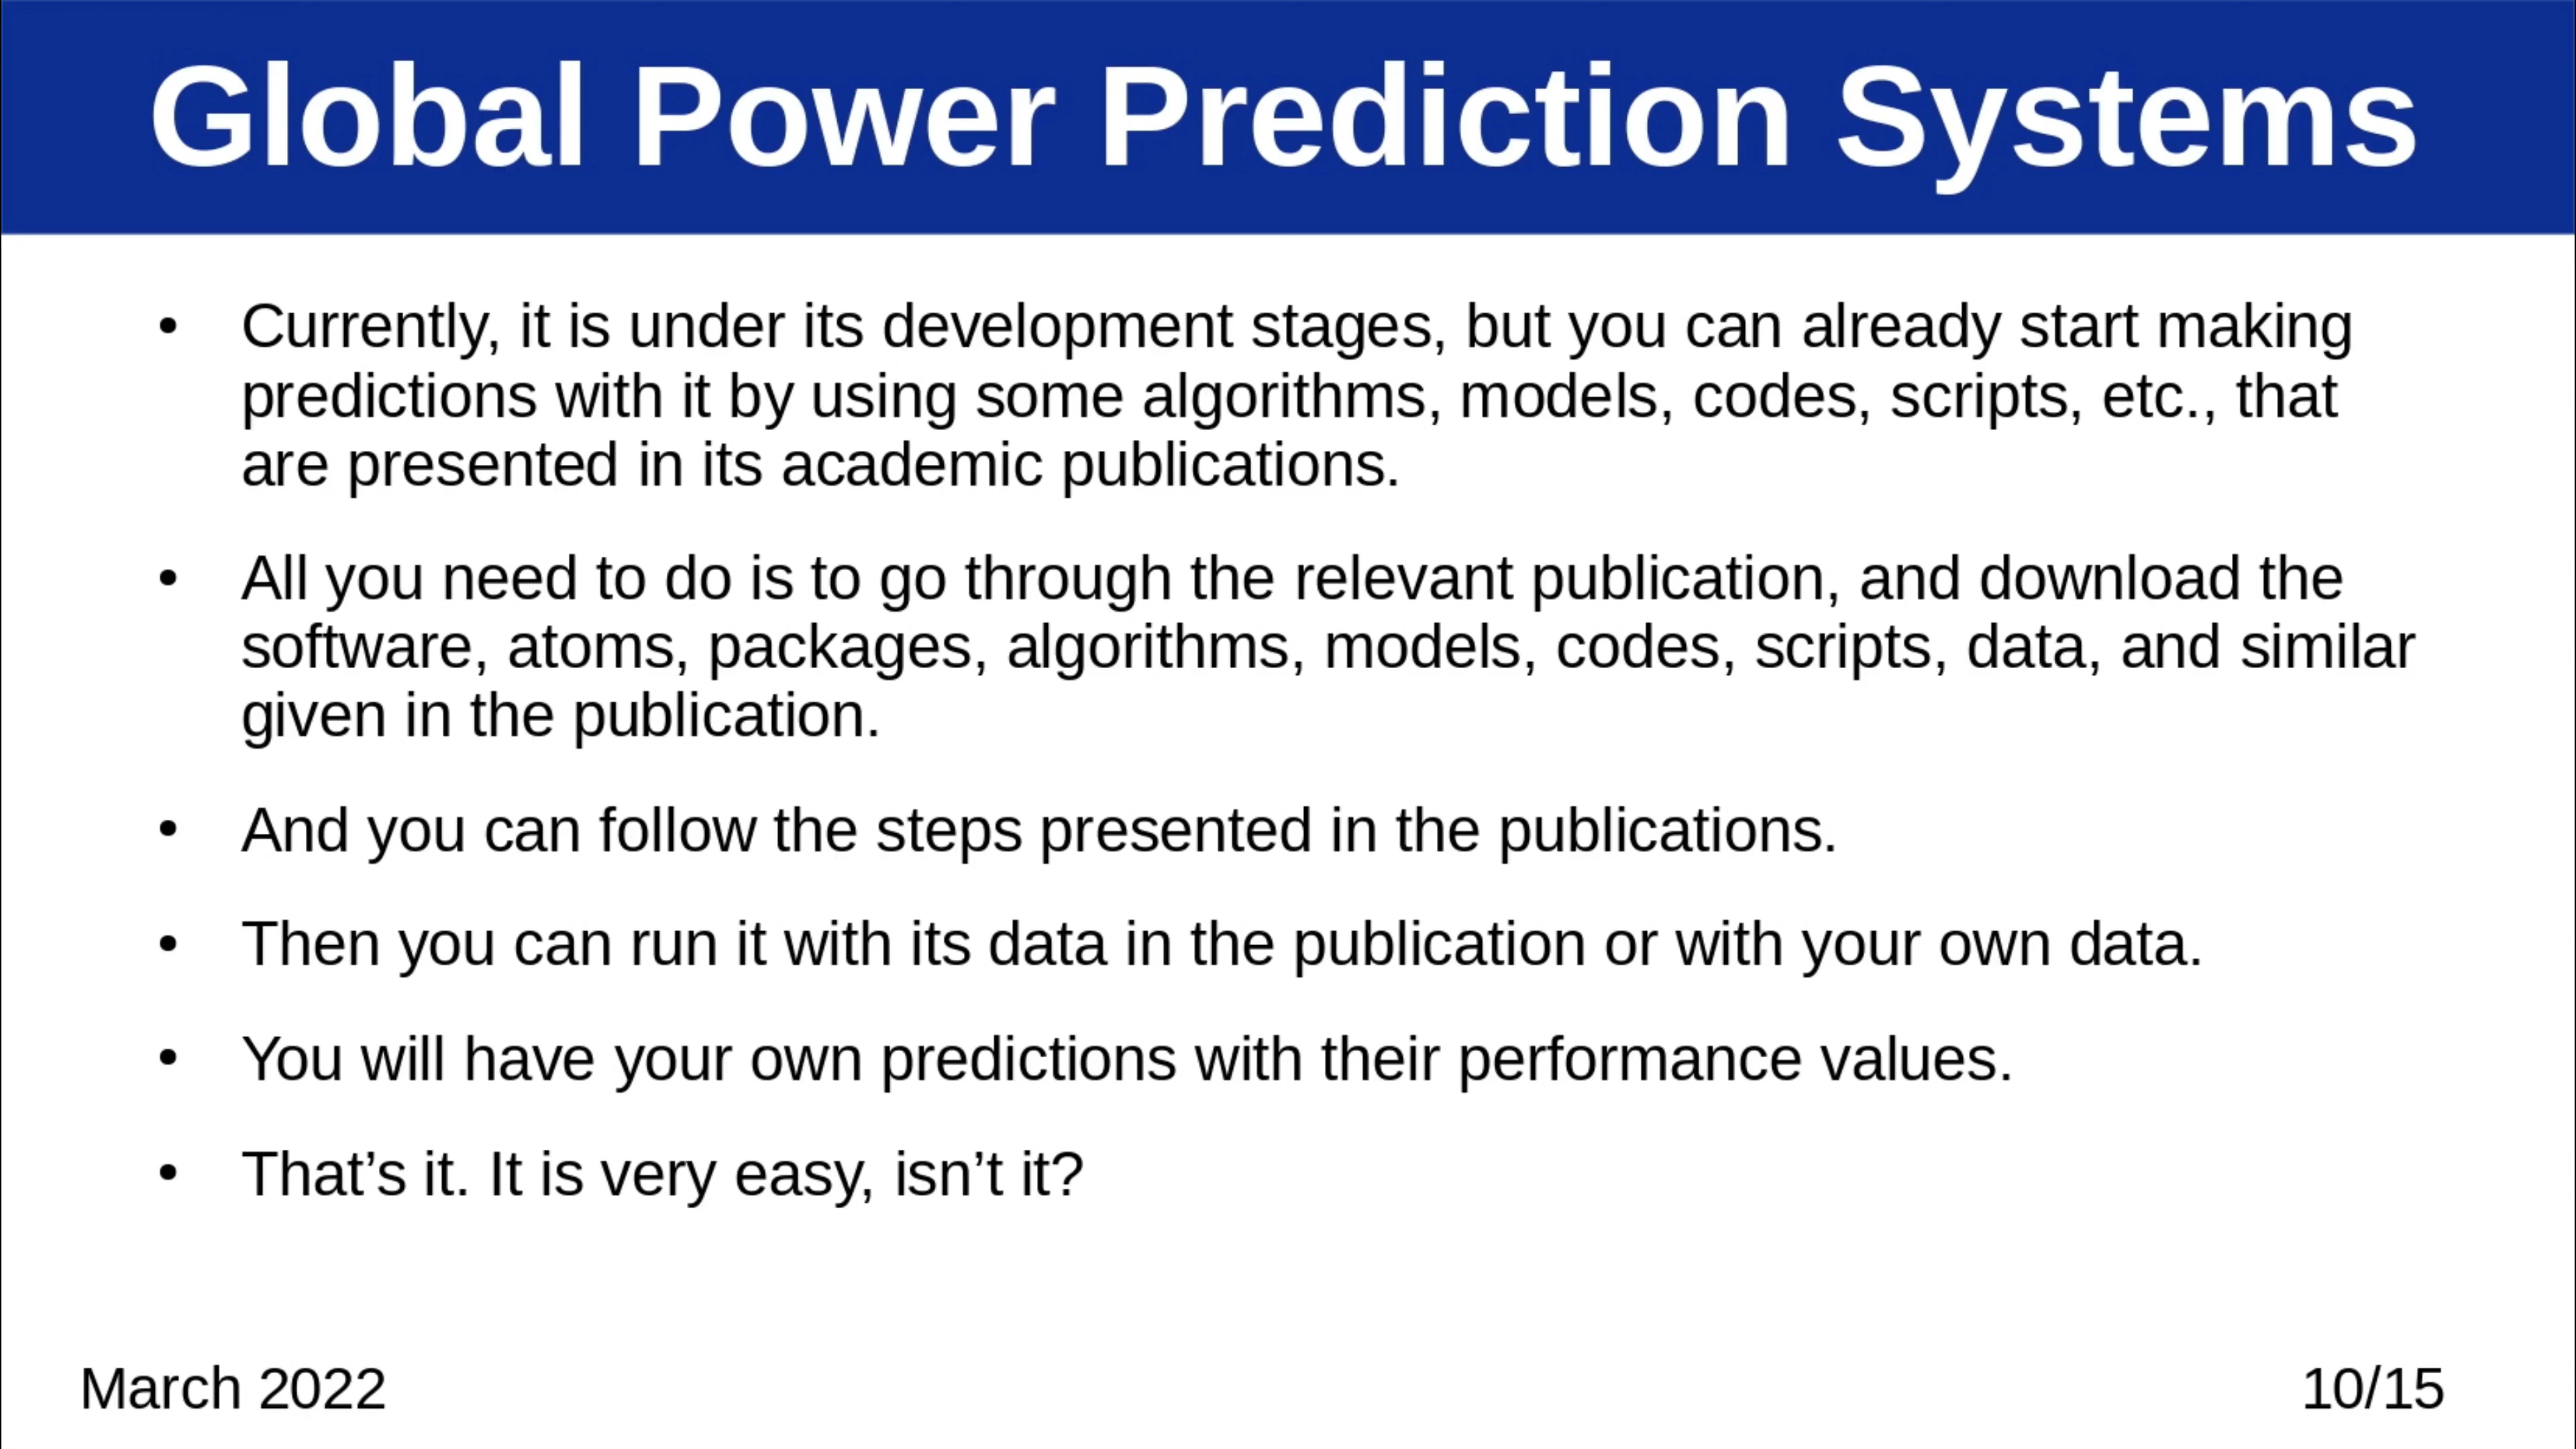 Global Power Prediction Systems
• Currently, it is under its development stages, but you can already start making
predictions with it by using some algorithms, models, codes, scripts, etc., that
are presented in its academic publications.
• All you need to do is to go through the relevant publication, and download the
software, atoms, packages, algorithms, models, codes, scripts, data, and similar
given in the publication.
• And you can follow the steps presented in the publications.
• Then you can run it with its data in the publication or with your own data.
• You will have your own predictions with their performance values.
• That’s it. It is very easy, isn’t it?
March 2022
10/15